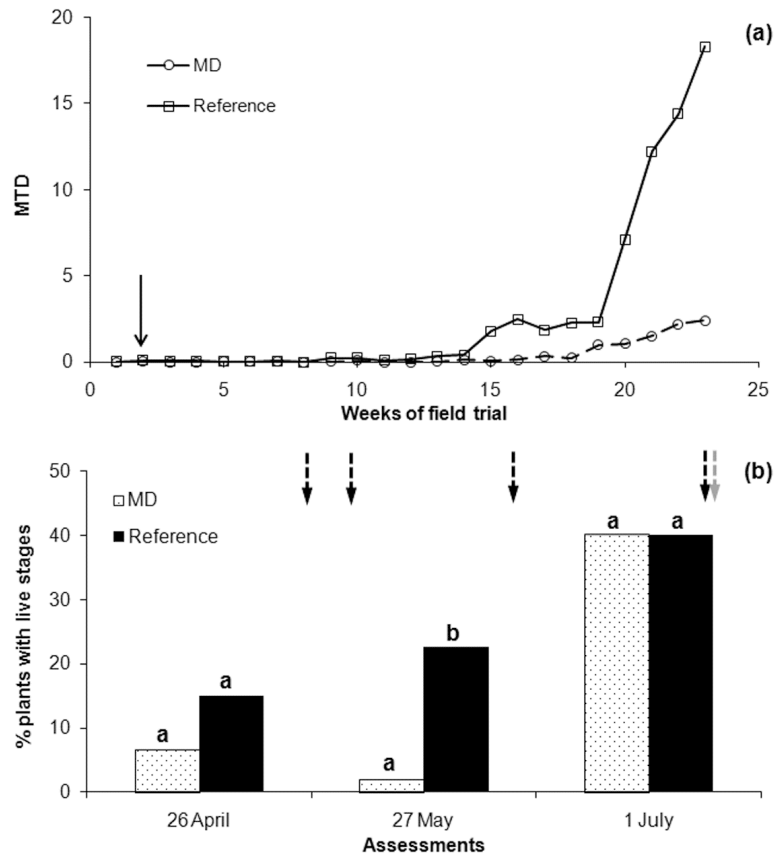 (a)
20
15
10
5
0
MTD
MD
Reference
0 5 10 15 20 25
Weeks of field trial
(b)
50
40
30
20
10
0
% plants with live stages
MD
Reference
a a
a b
a a
26 April 27 May 1 July
Assessments